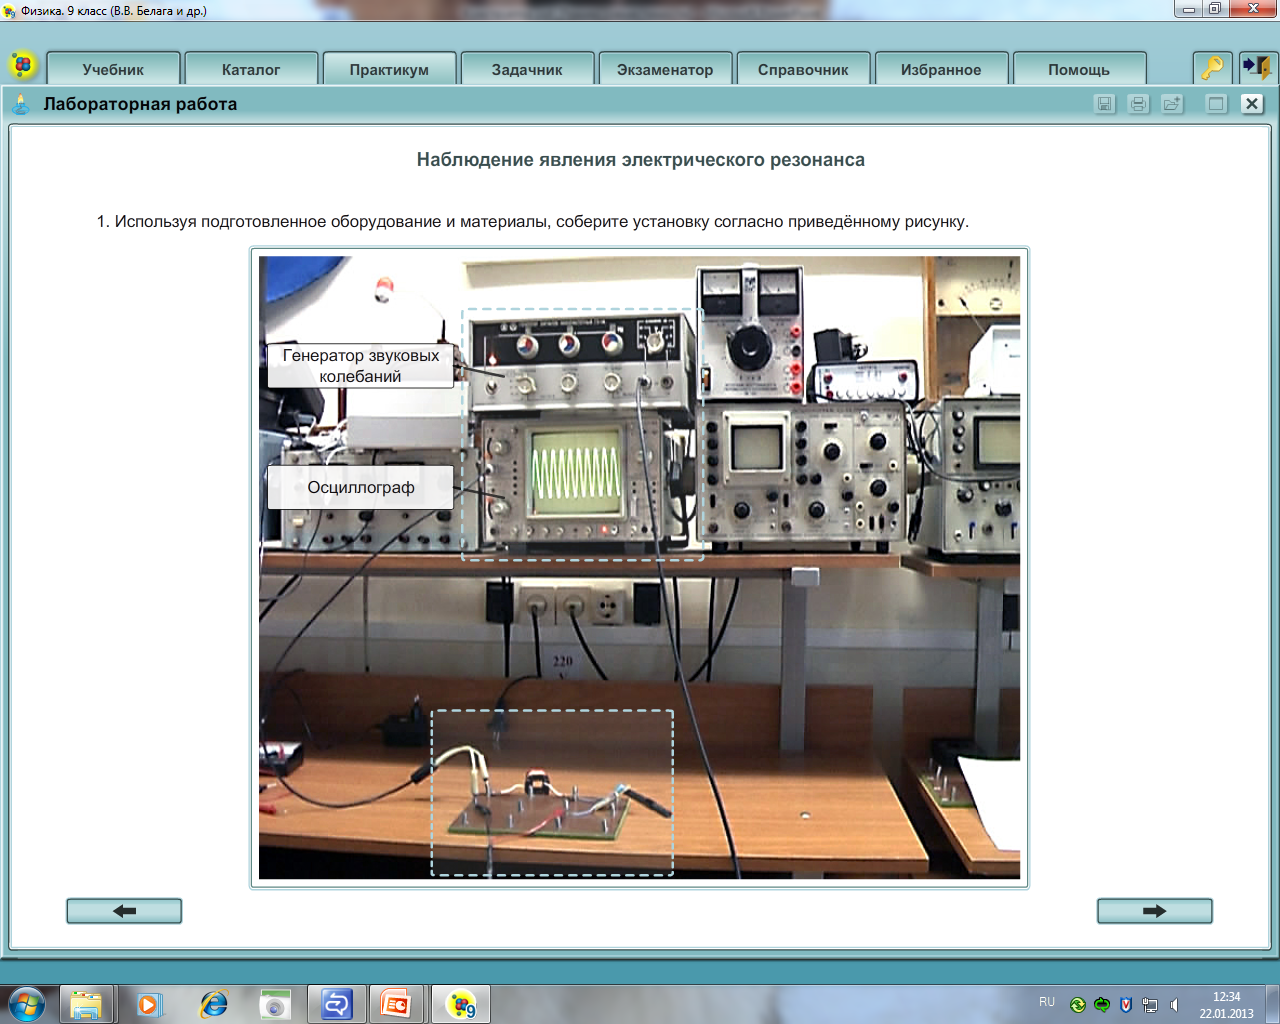 Физика. 9 класс (В.В. Белага и др.)
Учебник
Каталог
Практикум
Задачник
Экзаменатор
Справочник
Избранное
Помощь
Лабораторная работа
Наблюдение явления электрического резонанса
1. Используя подготовленное оборудование и материалы, соберите установку согласно приведённому рисунку.
Генератор звуковых
колебаний
Осциллограф
220
9
RU
12:34
22.01.2013